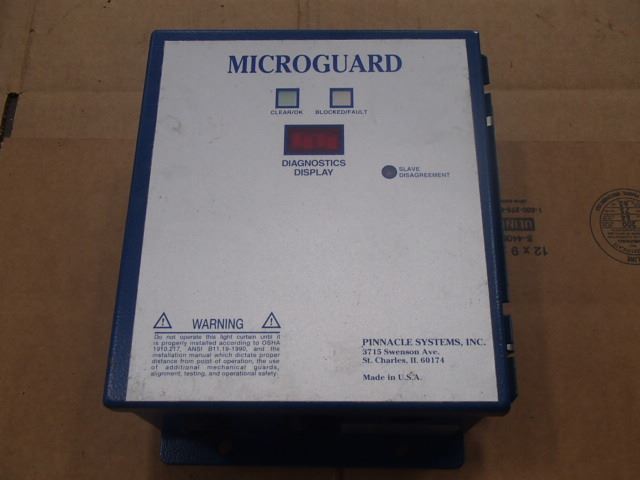 MICROGUARD
CLEAR/OK BLOCKED/FAULT
DIAGNOSTICS
DISPLAY
SLAVE
DISAGREEMENT
WARNING
Do not operate this light curtain until it
is properly installed according to OSHA
1910.217, ANSI B11.19-1990, and the
installation manual which dictate proper
distance from point of operation, the use
of additional mechanical guards,
alignment, testing, and operational safety.
PINNACLE SYSTEMS, INC.
3715 Swenson Ave.
St. Charles, IL 60174
Made in U.S.A.
12 x 9